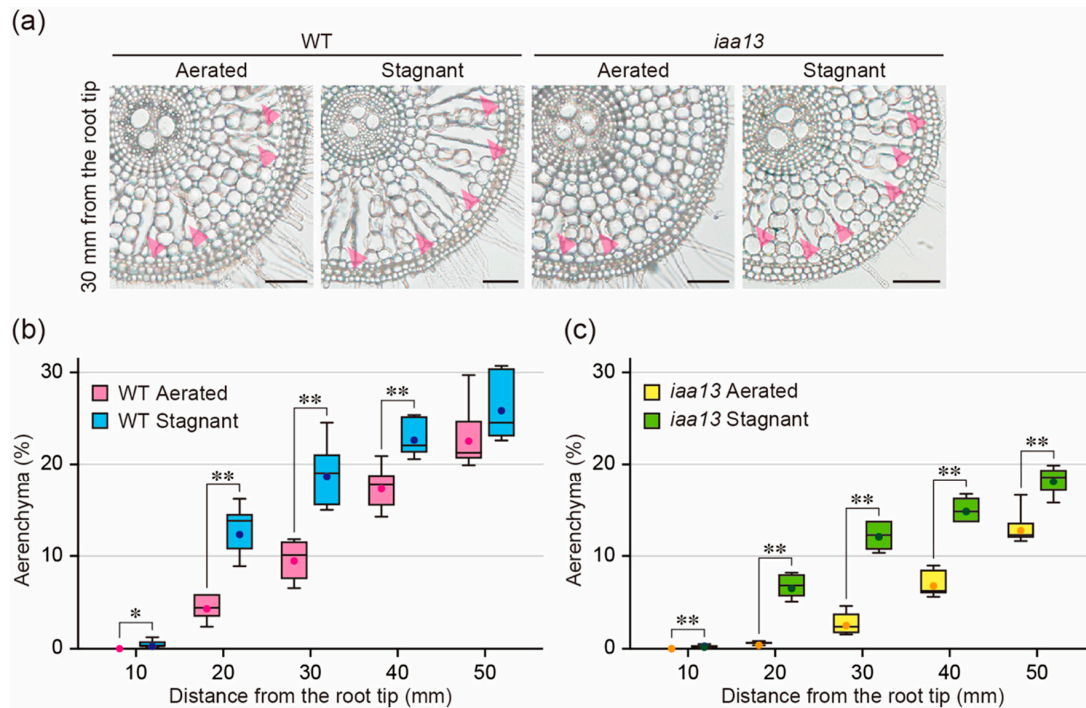 (a)
WT
iaa13
Aerated
Stagnant
Aerated
Stagnant
30 mm from the root tip
(b)
(c)
Aerenchyma (%)
30
20
10
0
WT Aerated
WT Stagnant
*
**
**
**
10
20
30
40
50
Distance from the root tip (mm)
Aerenchyma (%)
30
20
10
0
iaa13 Aerated
iaa13 Stagnant
**
**
**
**
**
10
20
30
40
50
Distance from the root tip (mm)